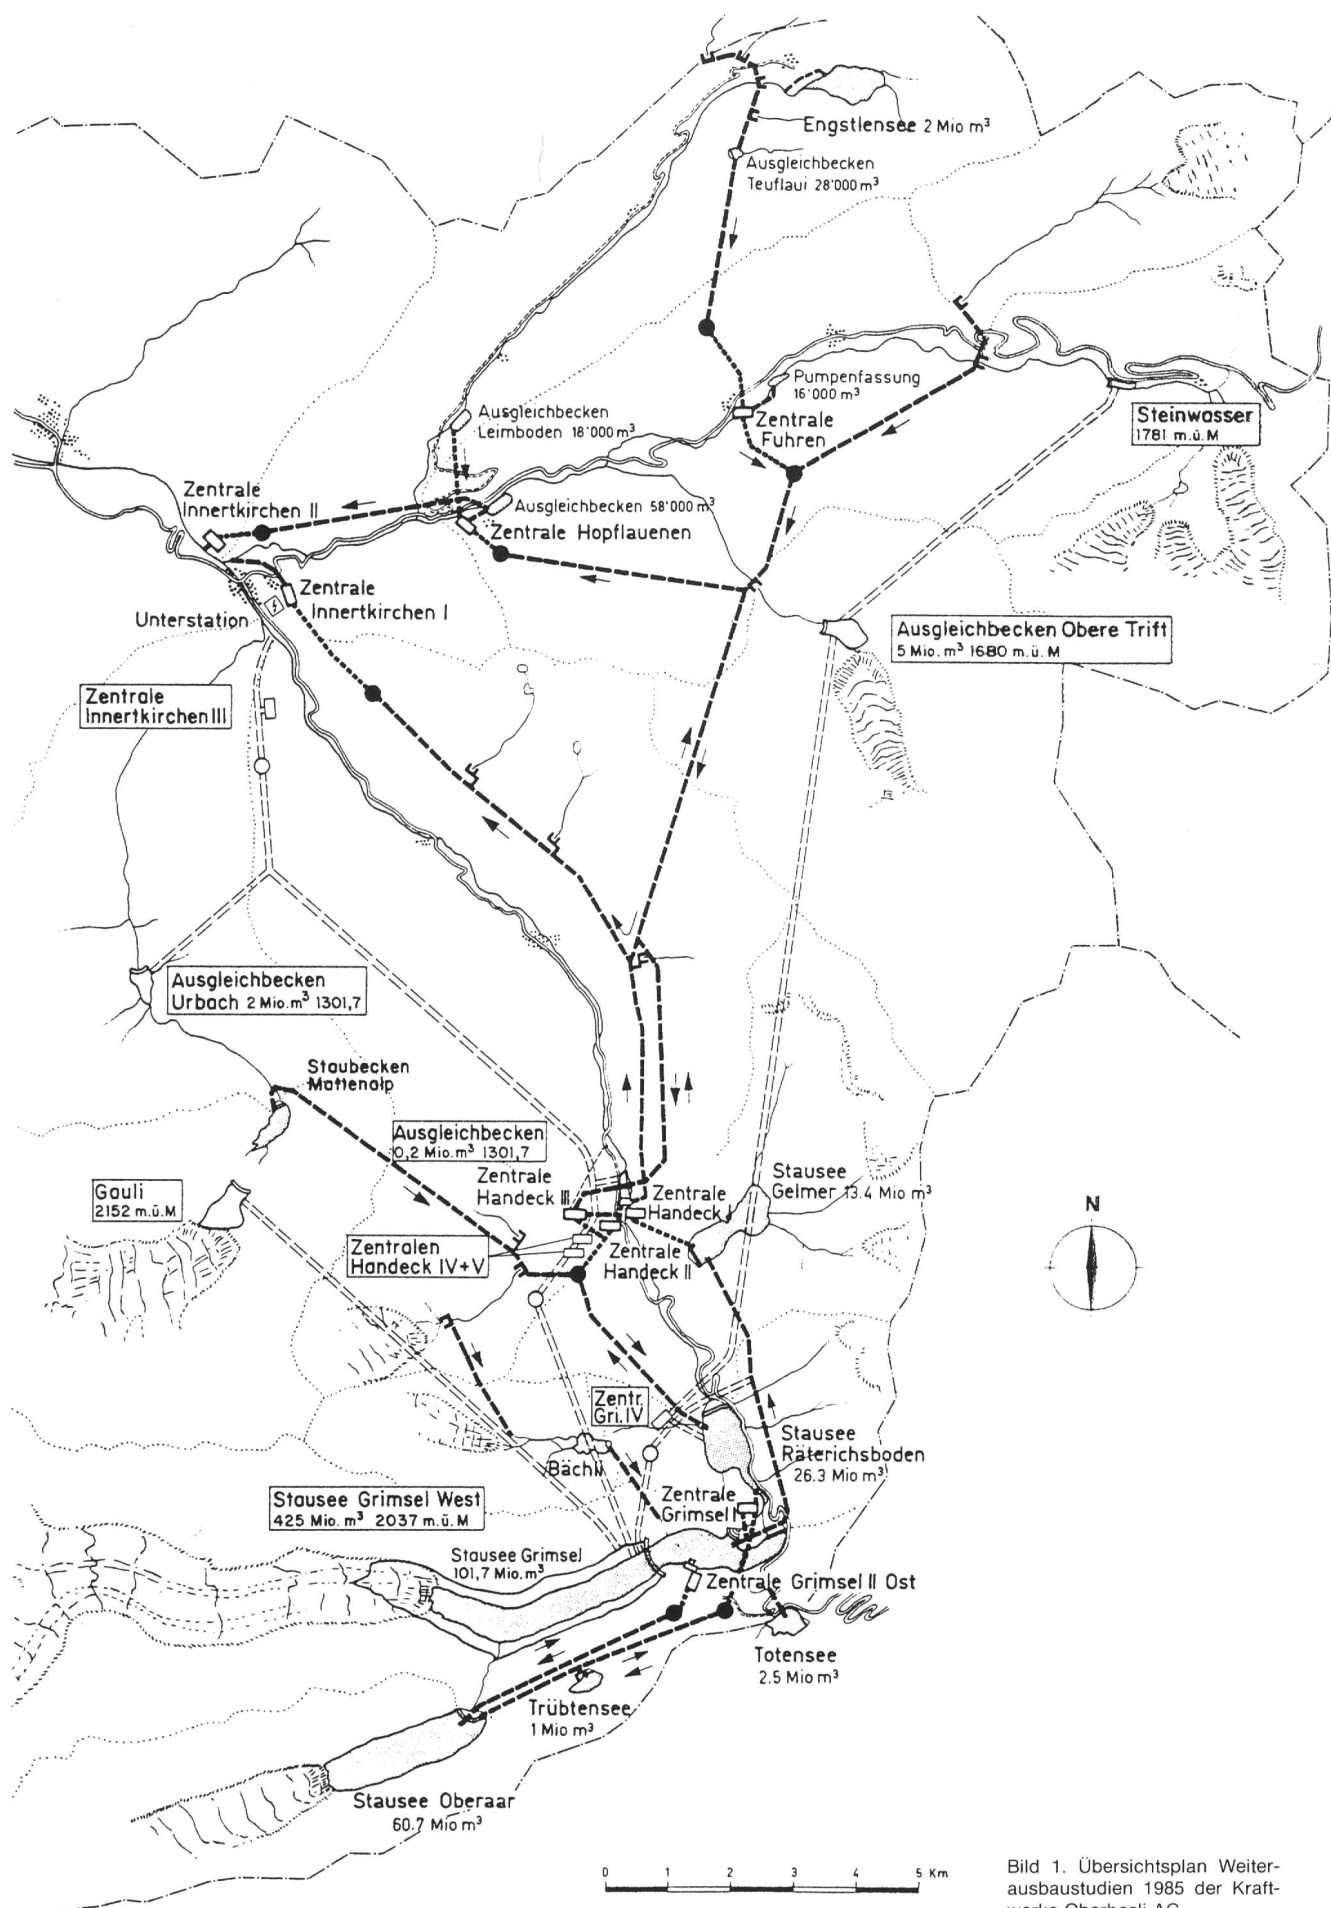 Engstlensee 2 Mio m³
Ausgleichbecken
Teuflaui 28'000 m³
Pumpenfassung
16'000 m³
Zentrale
Fuhren
Steinwasser
1781 m.ü.M
Ausgleichbecken
Leimboden 18'000 m³
Zentrale
Innertkirchen II
Ausgleichbecken 58'000 m³
Zentrale Hopflauenen
Zentrale
Innertkirchen I
Unterstation
Ausgleichbecken Obere Trift
5 Mio. m³ 1680 m.ü.M
Zentrale
Innertkirchen III
Ausgleichbecken
Urbach 2 Mio.m³ 1301,7
Staubecken
Mattenalp
Ausgleichbecken
0,2 Mio.m³ 1301,7
Zentrale
Handeck III
Zentrale
Handeck I
Stausee
Gelmer 13.4 Mio m³
Gauli
2152 m.ü.M
Zentralen
Handeck IV+V
Zentrale
Handeck II
N
Zentr.
Gri. IV
Stausee
Räterichsboden
26.3 Mio m³
Bächli
Zentrale
Grimsel I
Stausee Grimsel West
425 Mio. m³ 2037 m.ü.M
Stausee Grimsel
101,7 Mio.m³
Zentrale Grimsel II Ost
Totensee
2.5 Mio m³
Trübtensee
1 Mio m³
Stausee Oberaar
60.7 Mio m³
0 1 2 3 4 5 Km
Bild 1. Übersichtsplan Weiter-
ausbaustudien 1985 der Kraft-